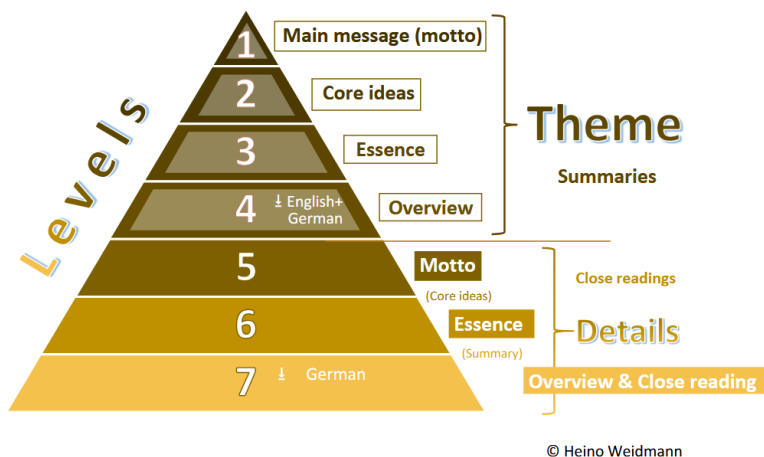 Levels
1
Main message (motto)
2
Core ideas
3
Essence
4
English+
German
Overview
Theme
Summaries
5
Motto
(Core ideas)
Close readings
6
Essence
(Summary)
Details
7
German
Overview & Close reading
© Heino Weidmann